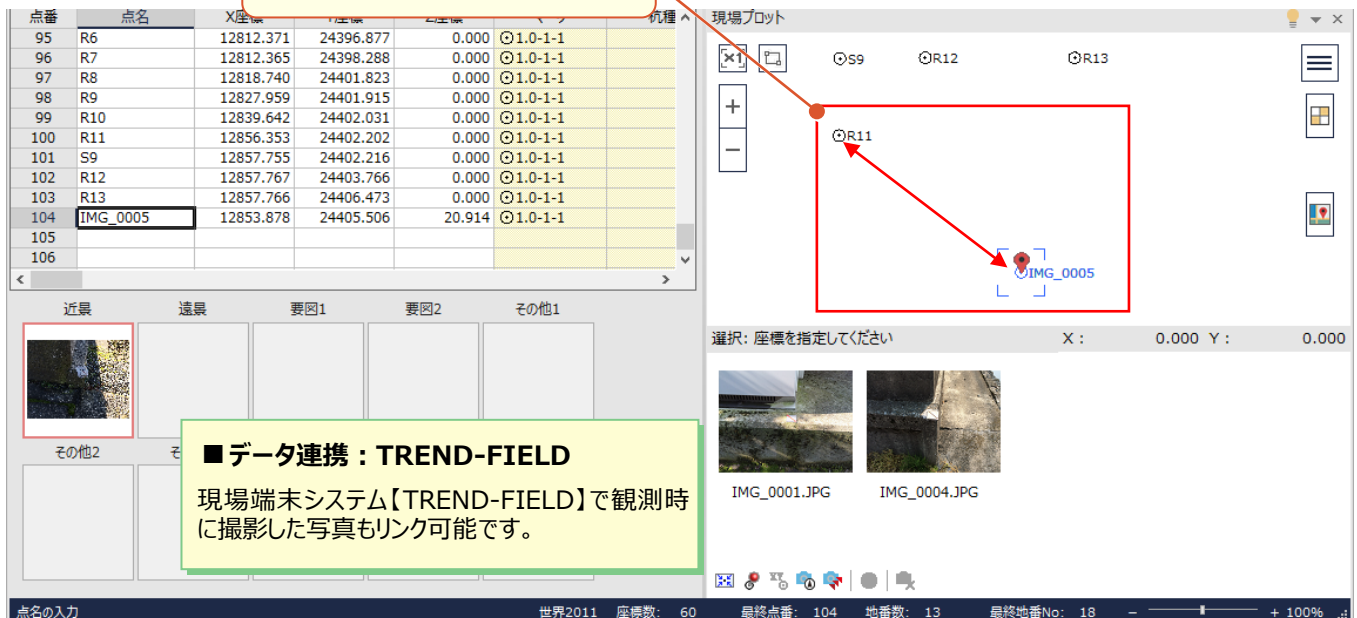 点番 点名 X座標 Y座標 Z座標 マーク 杭種
95 R6 12812.371 24396.877 0.000 ⊙1.0-1-1
96 R7 12812.365 24398.288 0.000 ⊙1.0-1-1
97 R8 12818.740 24401.823 0.000 ⊙1.0-1-1
98 R9 12827.959 24401.915 0.000 ⊙1.0-1-1
99 R10 12839.642 24402.031 0.000 ⊙1.0-1-1
100 R11 12856.353 24402.202 0.000 ⊙1.0-1-1
101 S9 12857.755 24402.216 0.000 ⊙1.0-1-1
102 R12 12857.767 24403.766 0.000 ⊙1.0-1-1
103 R13 12857.766 24406.473 0.000 ⊙1.0-1-1
104 IMG_0005 12853.878 24405.506 20.914 ⊙1.0-1-1
105
106
近景 遠景 要図1 要図2 その他1
その他2 そ
■データ連携：TREND-FIELD
現場端末システム【TREND-FIELD】で観測時
に撮影した写真もリンク可能です。
現場プロット
×1
⊙S9 ⊙R12 ⊙R13
⊙R11
IMG_0005
選択: 座標を指定してください X : 0.000 Y : 0.000
IMG_0001.JPG IMG_0004.JPG
点名の入力 世界2011 座標数: 60 最終点番: 104 地番数: 13 最終地番No: 18 － + 100%